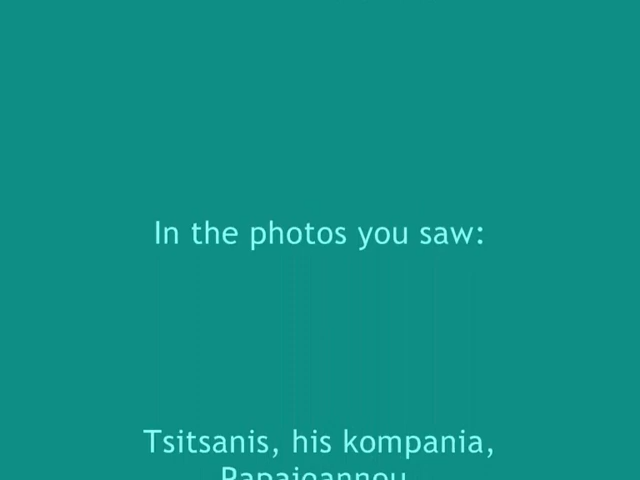 In the photos you saw:
Tsitsanis, his kompania,
Papaioannou